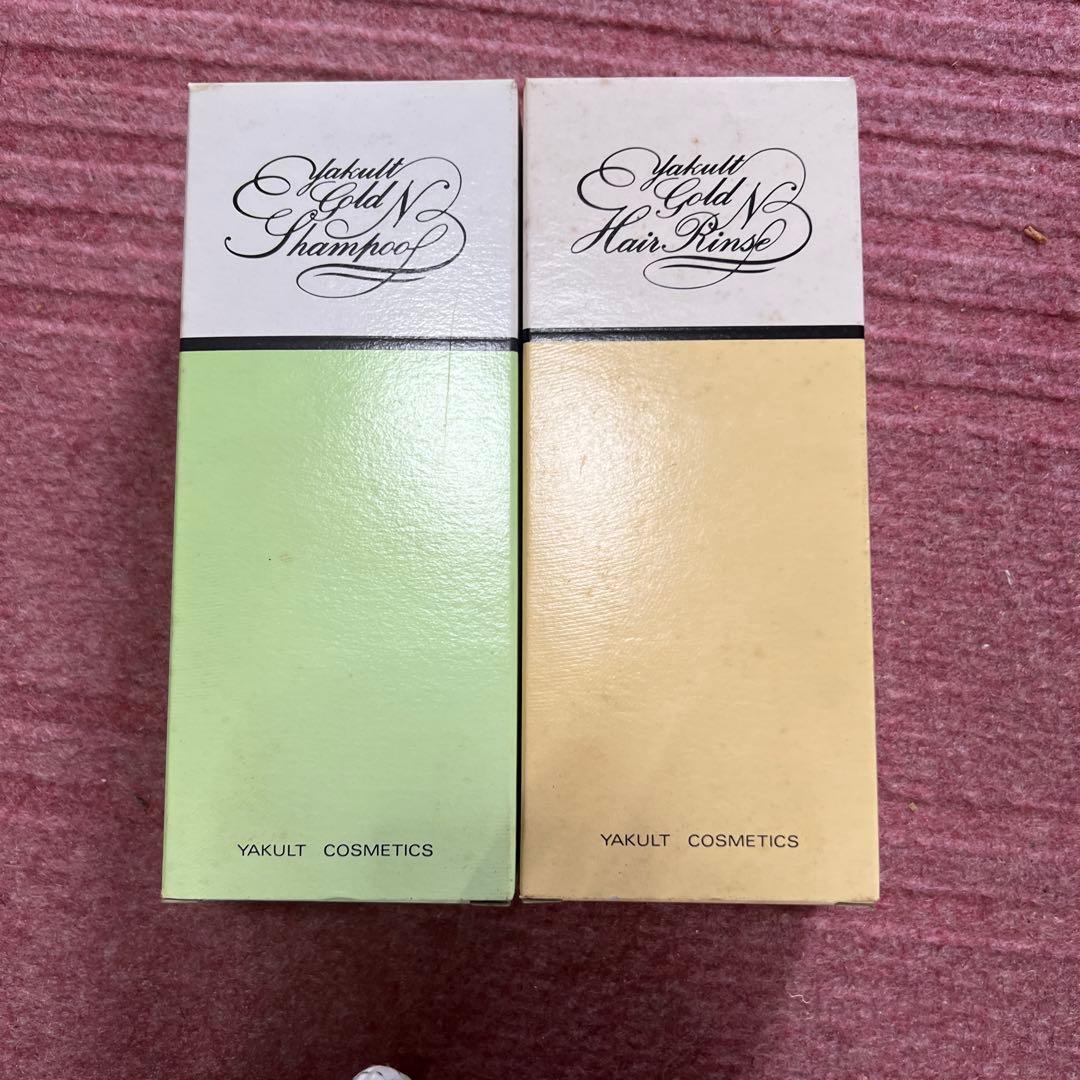 Yakult
Gold N
Shampoo
YAKULT COSMETICS
Yakult
Gold N
Hair Rinse
YAKULT COSMETICS